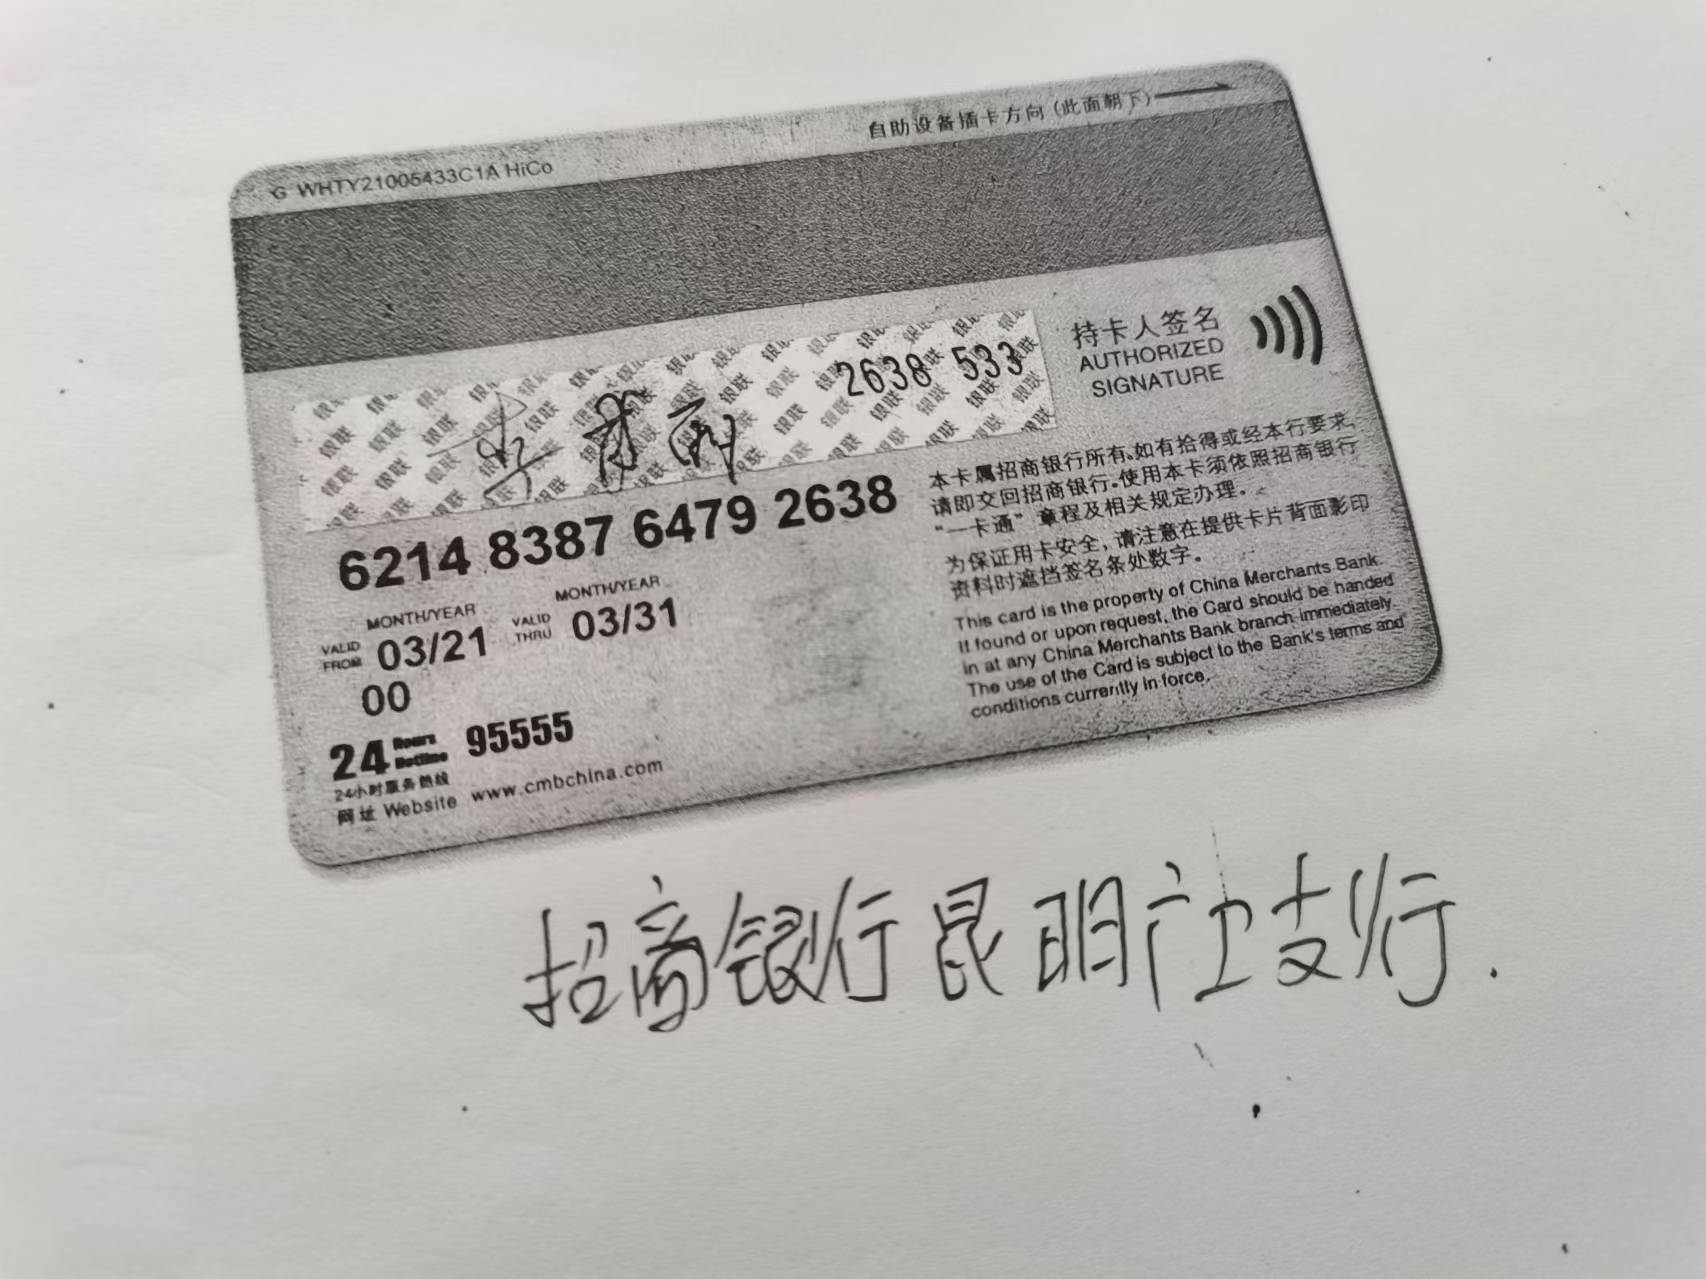 G WHTY21005433C1A HiCo
自助设备插卡方向 (此面朝下)
2638 533
持卡人签名
AUTHORIZED
SIGNATURE
6214 8387 6479 2638
MONTH/YEAR MONTH/YEAR
VALID FROM 03/21 VALID THRU 03/31
00
24 Hours Hotline 95555
24小时服务热线
网址 Website www.cmbchina.com
本卡属招商银行所有。如有拾得或经本行要求,
请即交回招商银行。使用本卡须依照招商银行
“一卡通”章程及相关规定办理。
为保证用卡安全,请注意在提供卡片背面影印
资料时遮挡签名条处数字。
This card is the property of China Merchants Bank.
If found or upon request, the Card should be handed
in at any China Merchants Bank branch immediately.
The use of the Card is subject to the Bank's terms and
conditions currently in force.
招商银行昆明广卫支行.